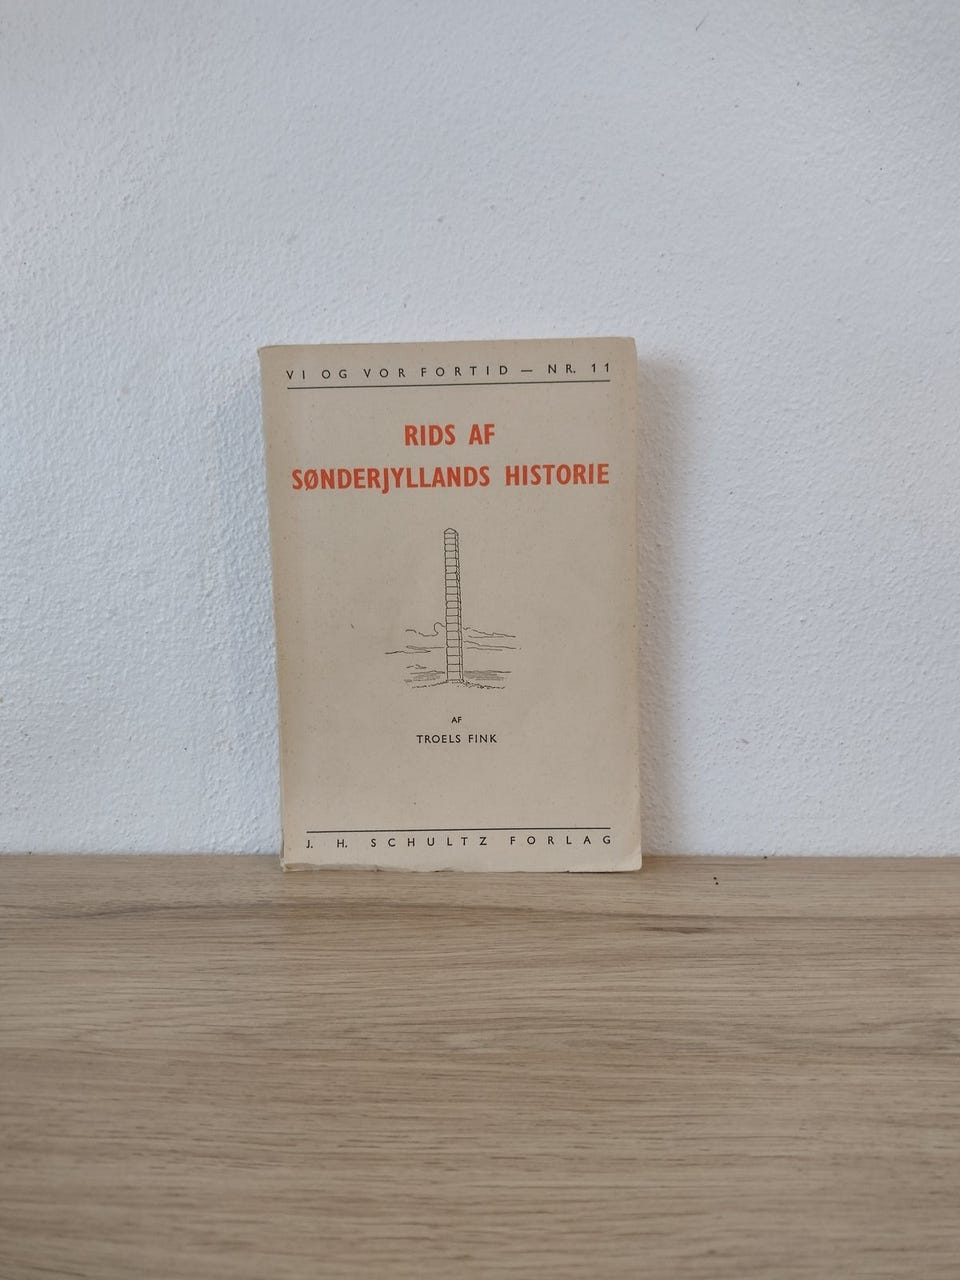 VI OG VOR FORTID — NR. 11
RIDS AF
SØNDERJYLLANDS HISTORIE
AF
TROELS FINK
J. H. SCHULTZ FORLAG